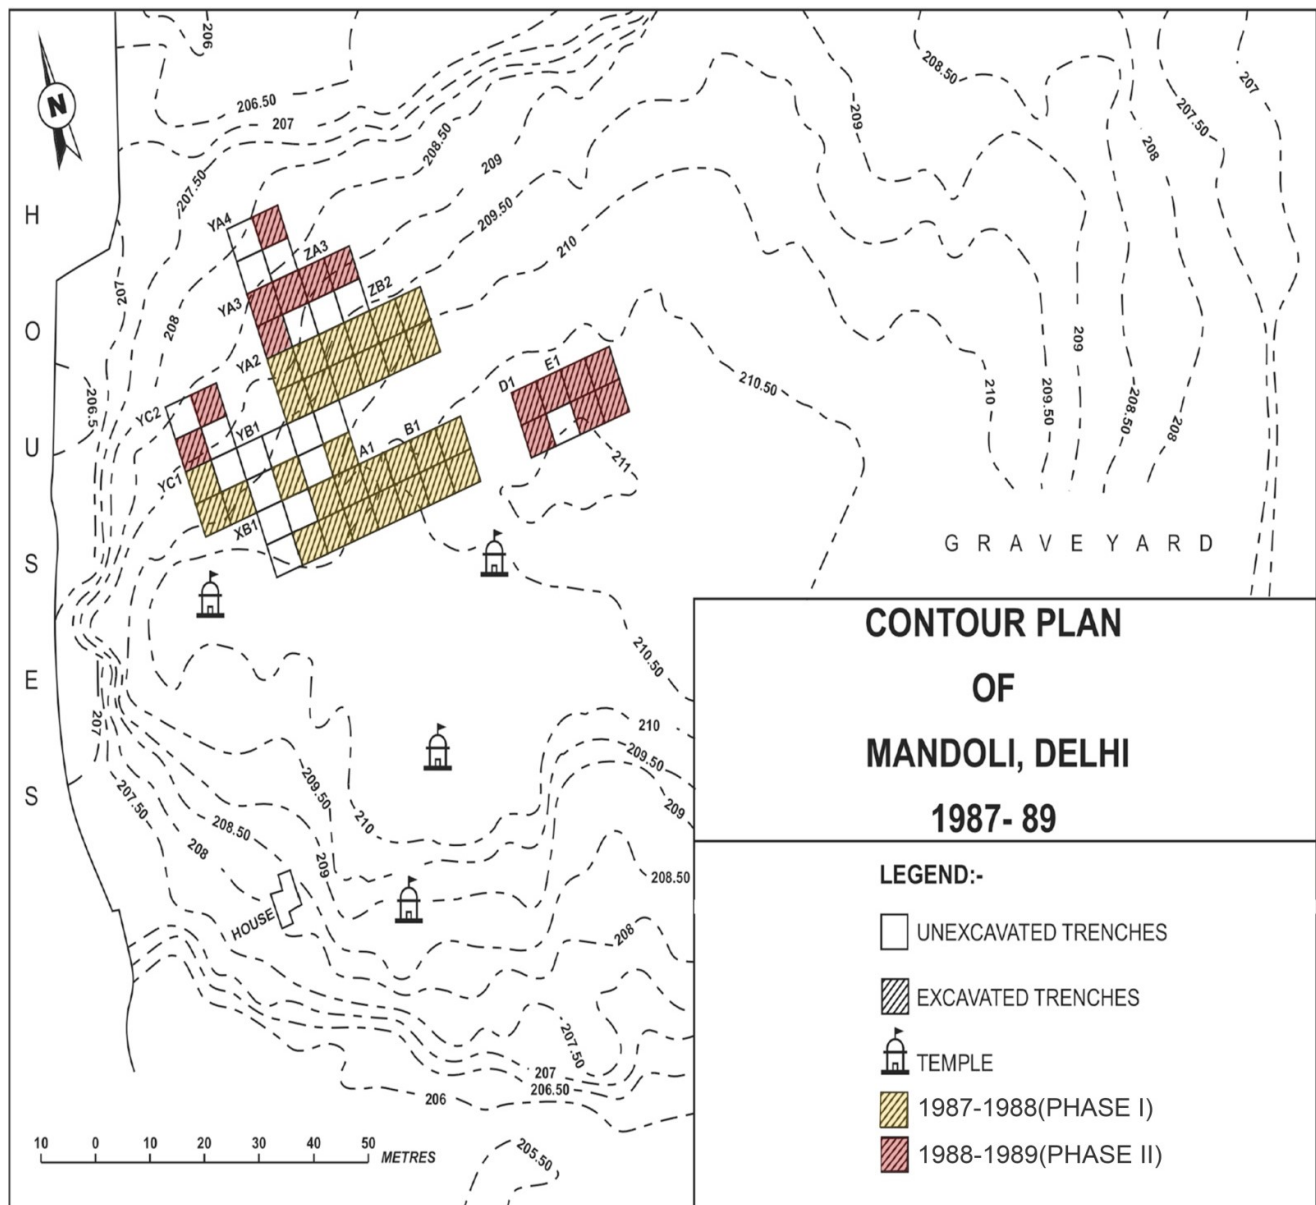 206
206.50
207
207.50
208.50
209
209.50
210
208.50
209
207
207.50
208
N
H O U S E S
YA4
ZA3
YA3
ZB2
YA2
208
207
206.5
YC2
YB1
YC1
XB1
A1
B1
D1
E1
211
210.50
210
209.50
209
208.50
208
G R A V E Y A R D
210.50
210
209.50
209
208.50
208
207
207.50
208
208.50
209.50
210
209
HOUSE
207.50
207
206.50
206
205.50
10 0 10 20 30 40 50
METRES
CONTOUR PLAN
OF
MANDOLI, DELHI
1987- 89
LEGEND:-
UNEXCAVATED TRENCHES
EXCAVATED TRENCHES
TEMPLE
1987-1988(PHASE I)
1988-1989(PHASE II)